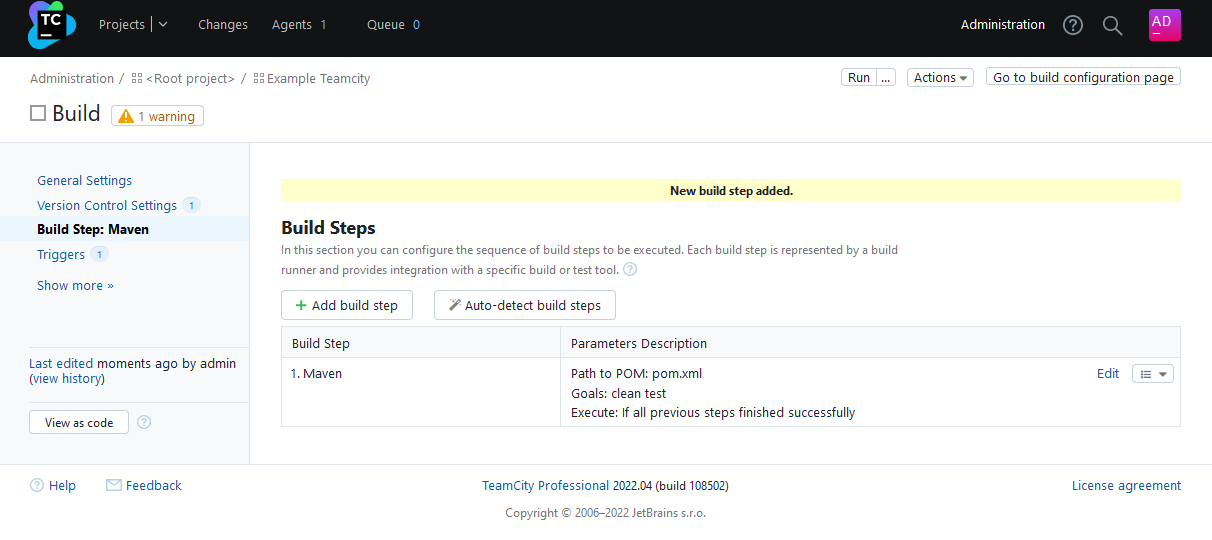 TC
Projects
Changes
Agents 1
Queue 0
Administration
AD
Administration / <Root project> / Example Teamcity
Run ...
Actions
Go to build configuration page
Build
1 warning
General Settings
Version Control Settings 1
Build Step: Maven
Triggers 1
Show more »
Last edited moments ago by admin
(view history)
View as code
New build step added.
Build Steps
In this section you can configure the sequence of build steps to be executed. Each build step is represented by a build
runner and provides integration with a specific build or test tool.
+ Add build step
Auto-detect build steps
Build Step
Parameters Description
1. Maven
Path to POM: pom.xml
Goals: clean test
Execute: If all previous steps finished successfully
Edit
Help
Feedback
TeamCity Professional 2022.04 (build 108502)
License agreement
Copyright © 2006–2022 JetBrains s.r.o.